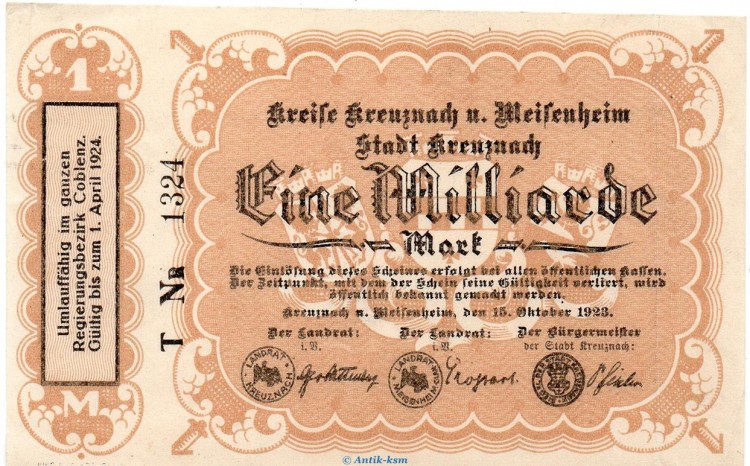 1
Umlauffähig im ganzen
Regierungsbezirk Coblenz.
Gültig bis zum 1. April 1924.
M
T № 1324
Kreise Kreuznach u. Meisenheim
Stadt Kreuznach
Eine Milliarde
Mark
Die Einlösung dieses Scheines erfolgt bei allen öffentlichen Kassen.
Der Zeitpunkt, mit dem der Schein seine Gültigkeit verliert, wird
öffentlich bekannt gemacht werden.
Kreuznach u. Meisenheim, den 15. Oktober 1923.
Der Landrat: Der Landrat: Der Bürgermeister
i.V. i.V. der Stadt Kreuznach:
LANDRAT KREUZNACH
LANDRAT MEISENHEIM
© Antik-ksm